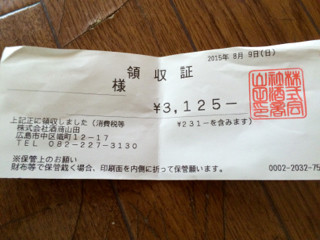 2015年 8月 9日(日)
領収証
様
¥3,125-
上記正に領収しました(消費税等 ¥231-を含みます)
株式会社酒商山田
広島市中区幟町12-17
TEL 082-227-3130
※保管上のお願い
財布等で保管戴く場合、印刷面を内側に折って保管願います。
0002-2032-75